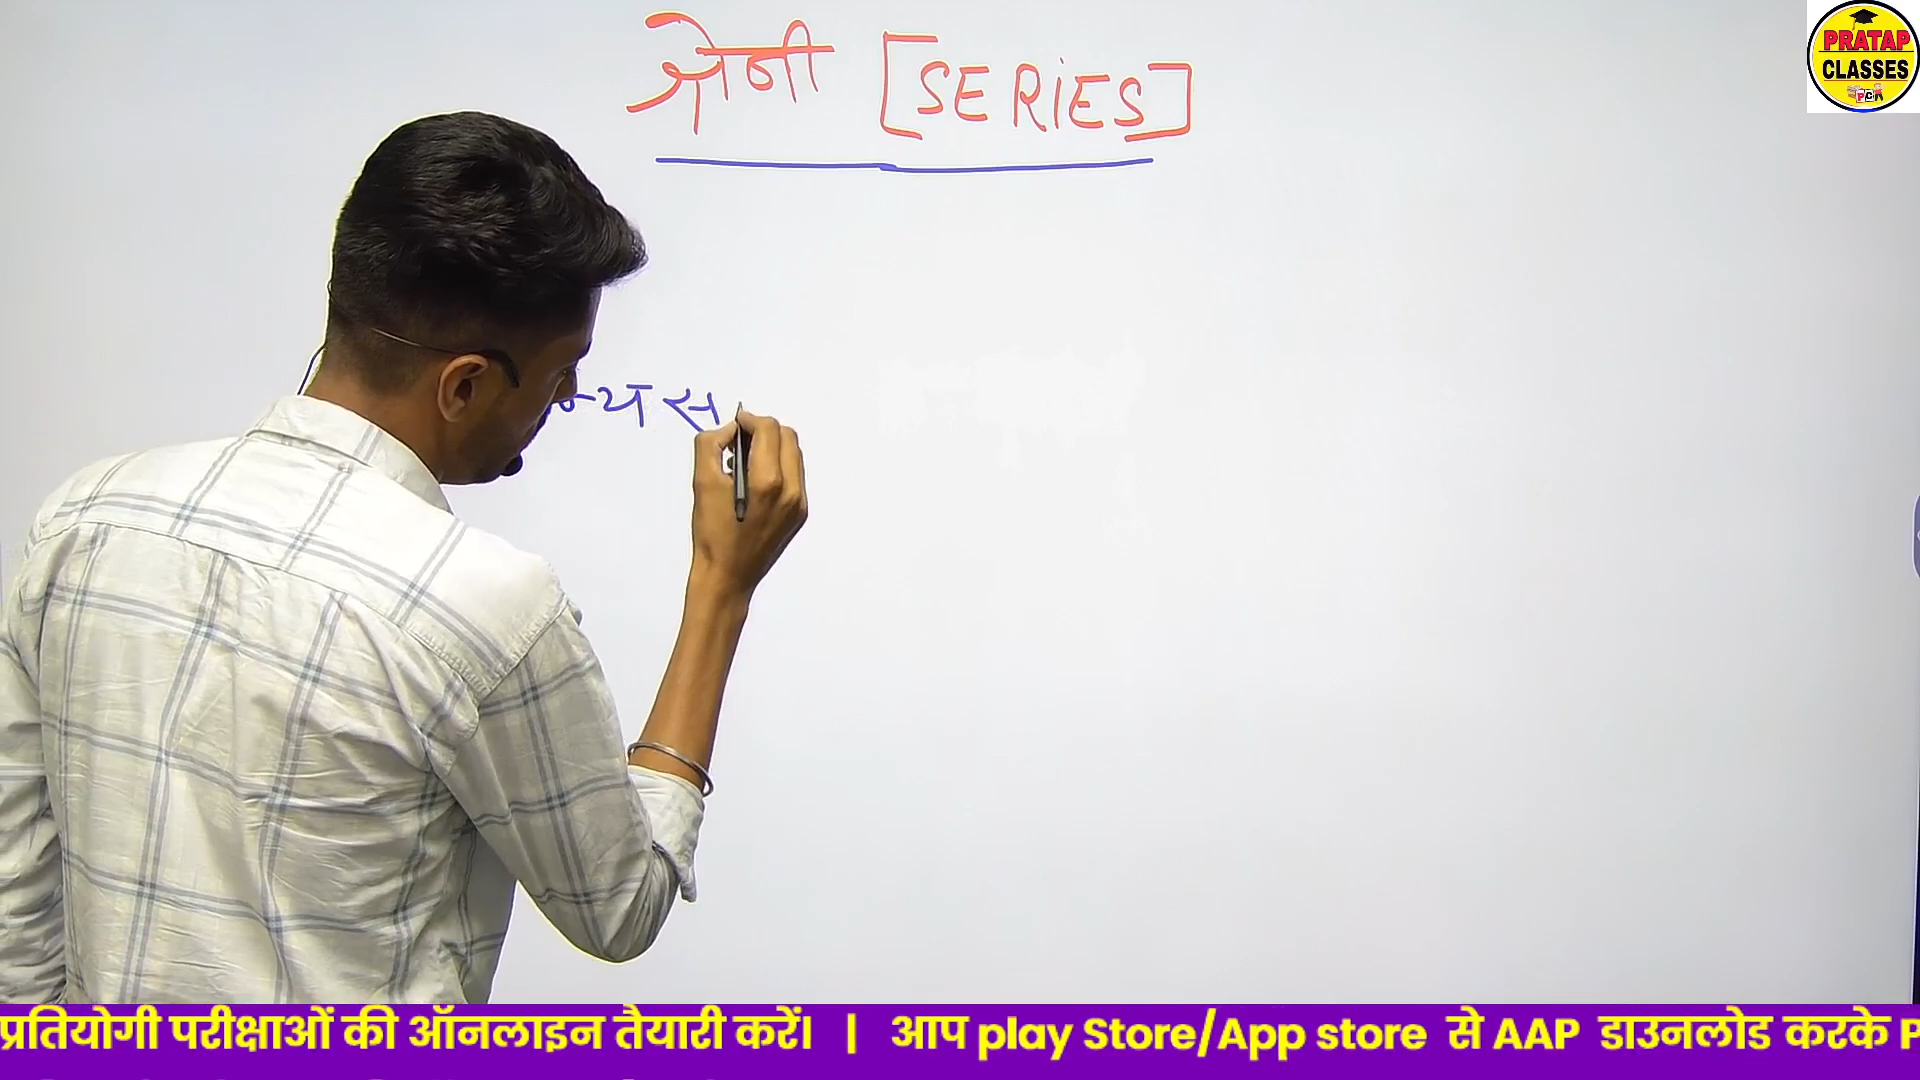 श्रेणी [SERIES]
PRATAP
CLASSES
प्रतियोगी परीक्षाओं की ऑनलाइन तैयारी करें। | आप play Store/App store से AAP डाउनलोड करके P